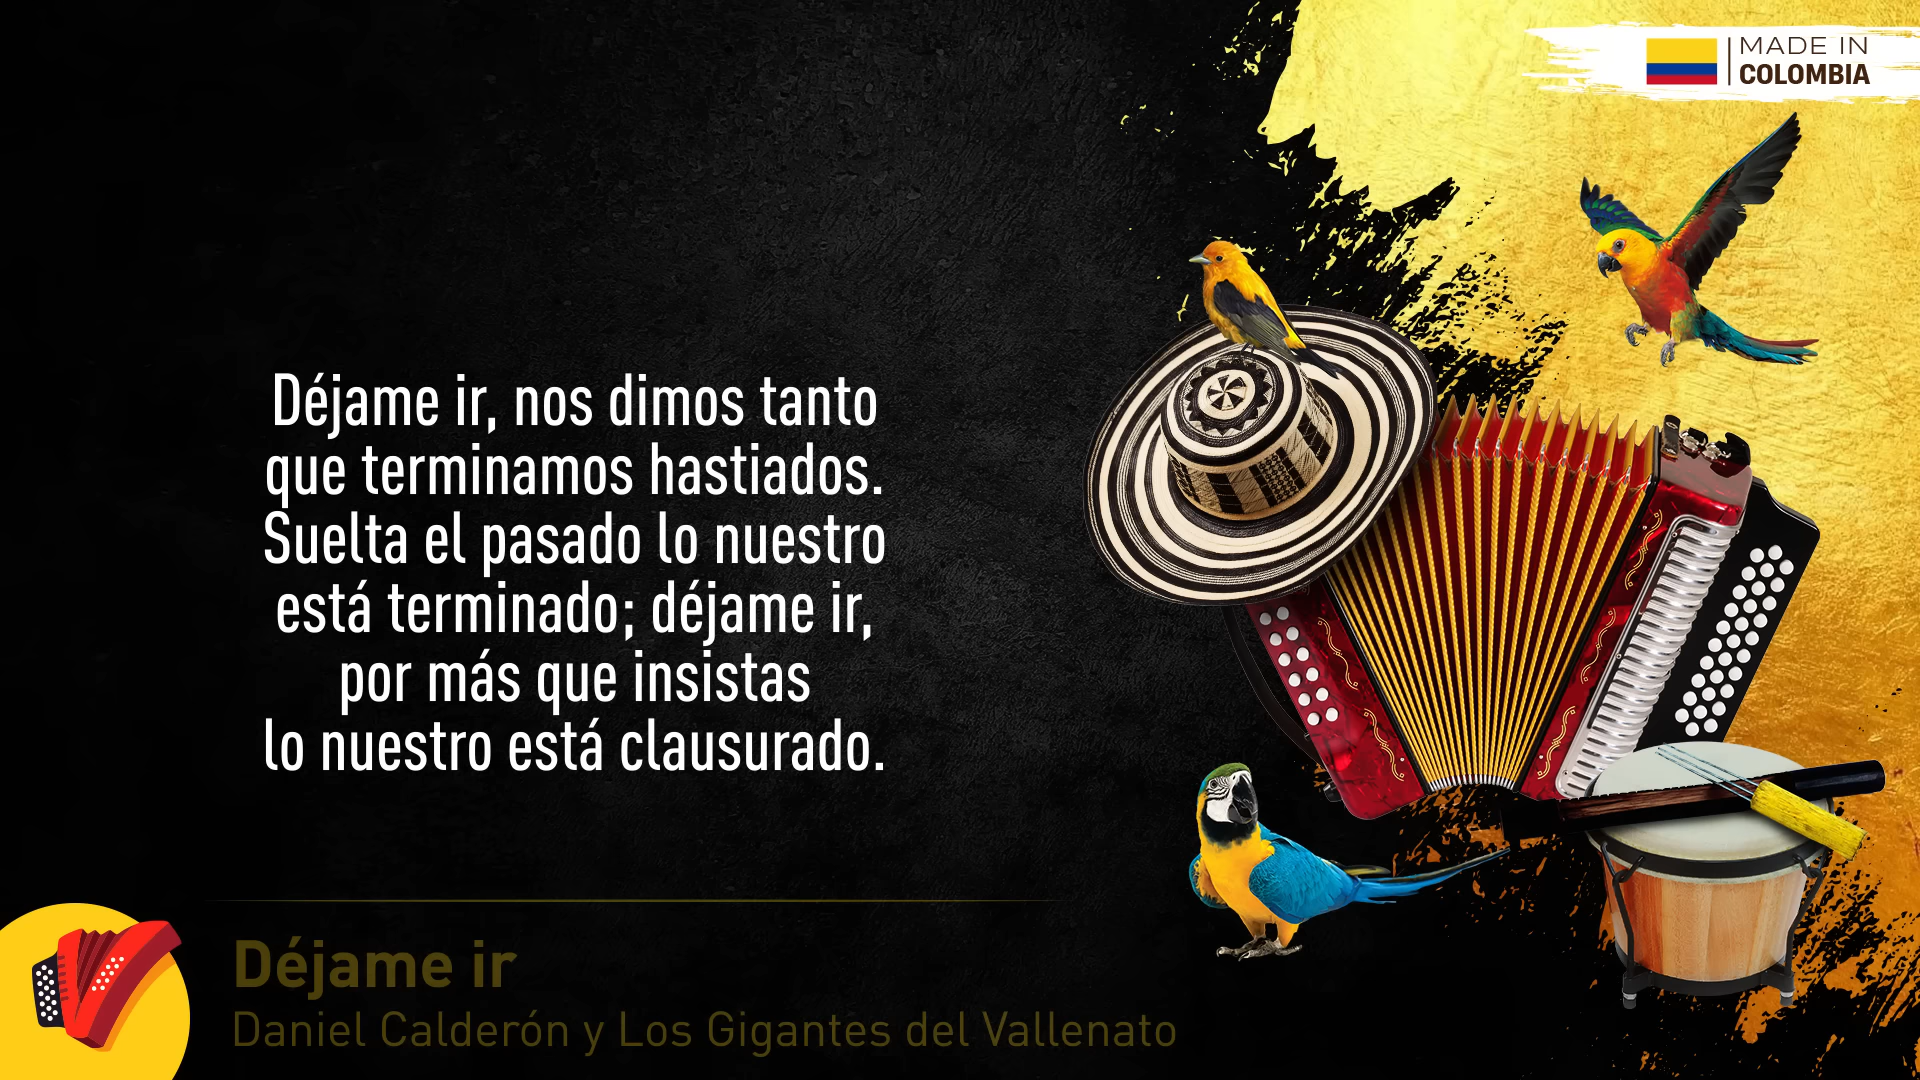 MADE IN
COLOMBIA
Déjame ir, nos dimos tanto
que terminamos hastiados.
Suelta el pasado lo nuestro
está terminado; déjame ir,
por más que insistas
lo nuestro está clausurado.
Déjame ir
Daniel Calderón y Los Gigantes del Vallenato